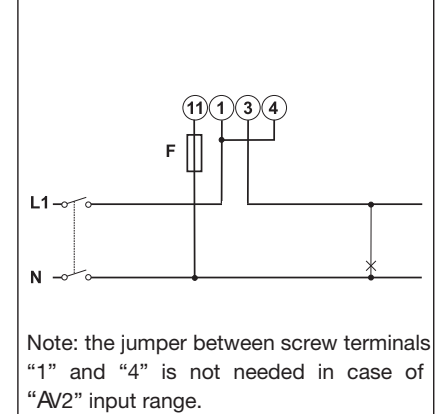 11 1 3 4
F
L1
N
Note: the jumper between screw terminals
“1” and “4” is not needed in case of
“AV2” input range.